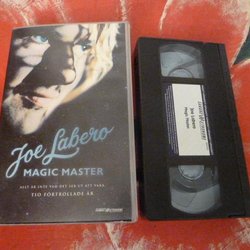 Joe Labero
MAGIC MASTER
ALLT ÄR INTE VAD DET SER UT ATT VARA
TIO FÖRTROLLADE ÅR
Joe Labero
Magic Master